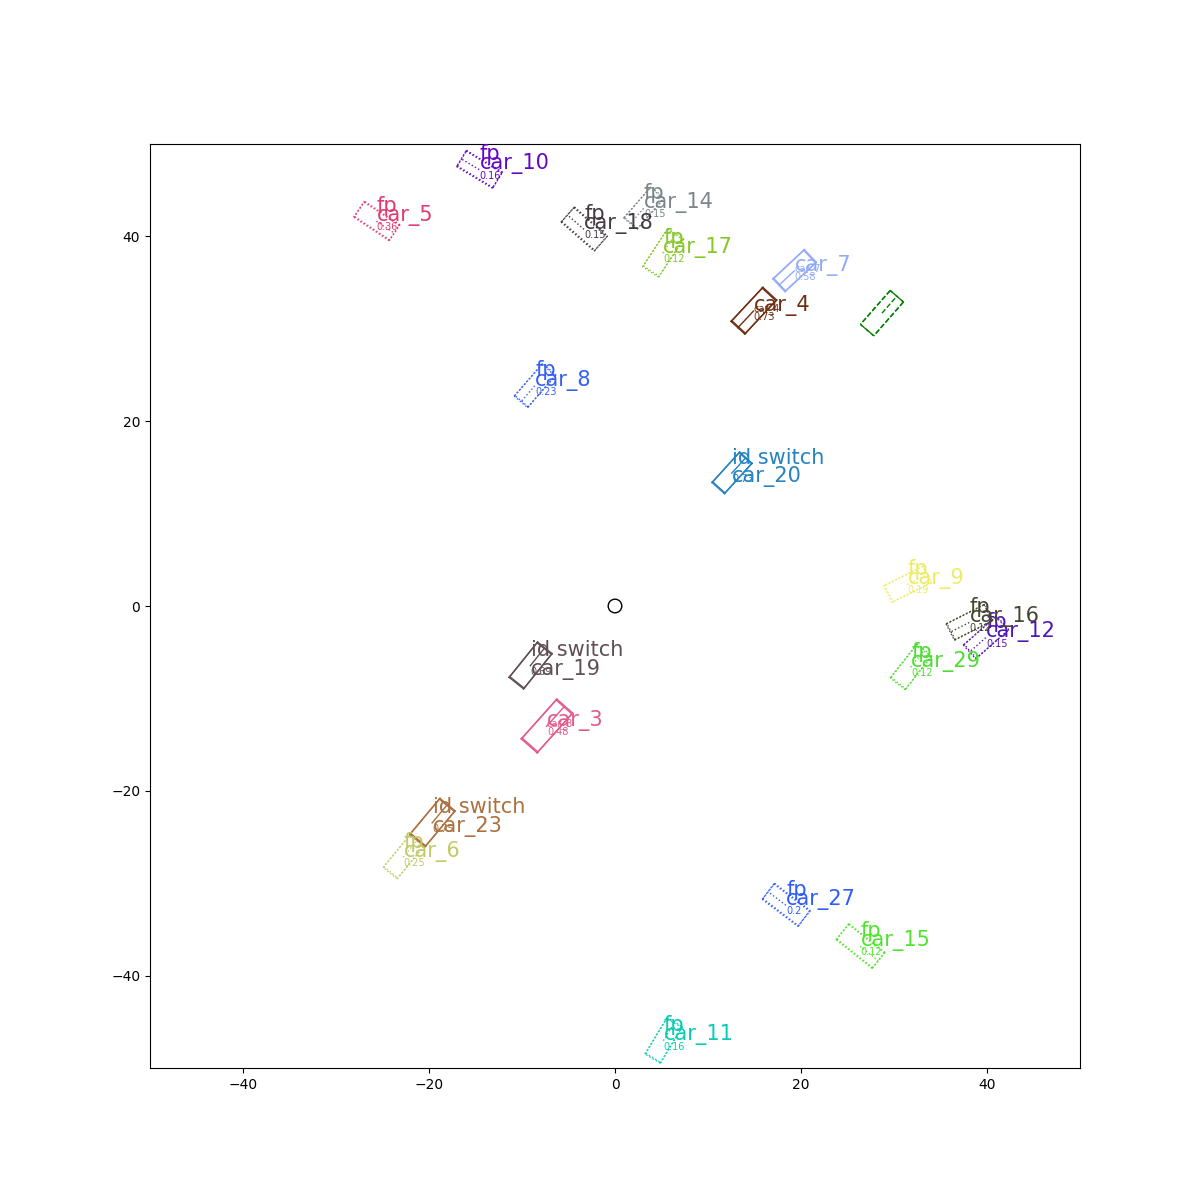 fp
car_10
0.16
fp
car_5
0.36
fp
car_14
0.15
fp
car_18
0.15
fp
car_17
0.12
car_7
0.58
car_4
0.73
fp
car_8
0.23
id switch
car_20
fp
car_9
0.19
fp
car_16
fp
car_12
0.15
fp
car_29
0.12
id switch
car_19
car_3
0.48
id switch
car_23
fp
car_6
0.25
fp
car_27
0.2
fp
car_15
0.12
fp
car_11
0.16
40
20
0
−20
−40
−40
−20
0
20
40